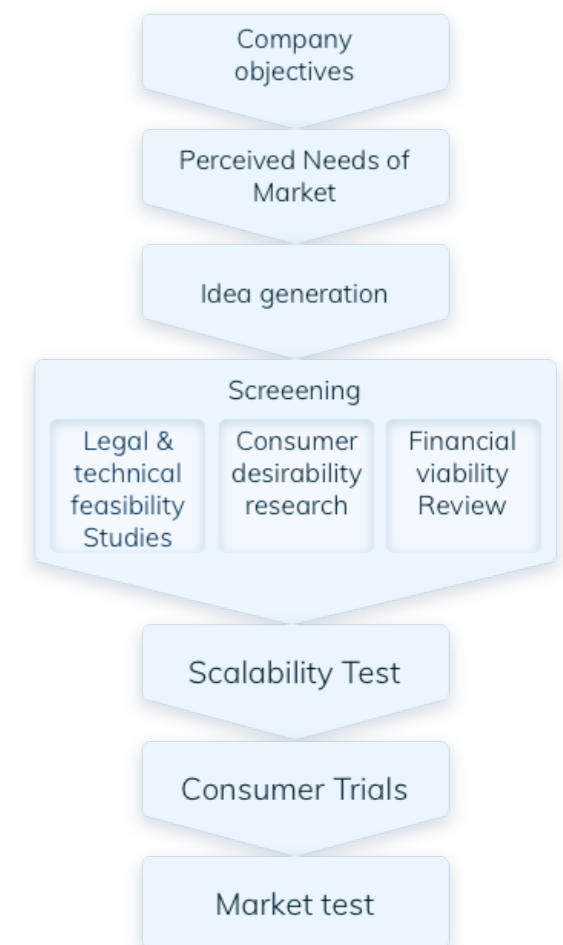 Company
objectives
Perceived Needs of
Market
Idea generation
Screeening
Legal &
technical
feasibility
Studies
Consumer
desirability
research
Financial
viability
Review
Scalability Test
Consumer Trials
Market test